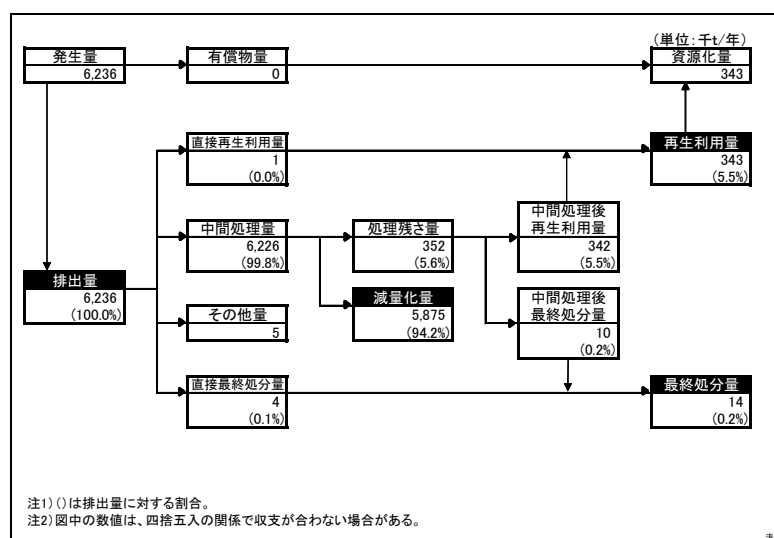 (単位:千t/年)
発生量
6,236
有償物量
0
資源化量
343
直接再生利用量
1
(0.0%)
再生利用量
343
(5.5%)
中間処理量
6,226
(99.8%)
処理残さ量
352
(5.6%)
中間処理後
再生利用量
342
(5.5%)
排出量
6,236
(100.0%)
減量化量
5,875
(94.2%)
その他量
5
中間処理後
最終処分量
10
(0.2%)
直接最終処分量
4
(0.1%)
最終処分量
14
(0.2%)
注1)()は排出量に対する割合。
注2)図中の数値は、四捨五入の関係で収支が合わない場合がある。